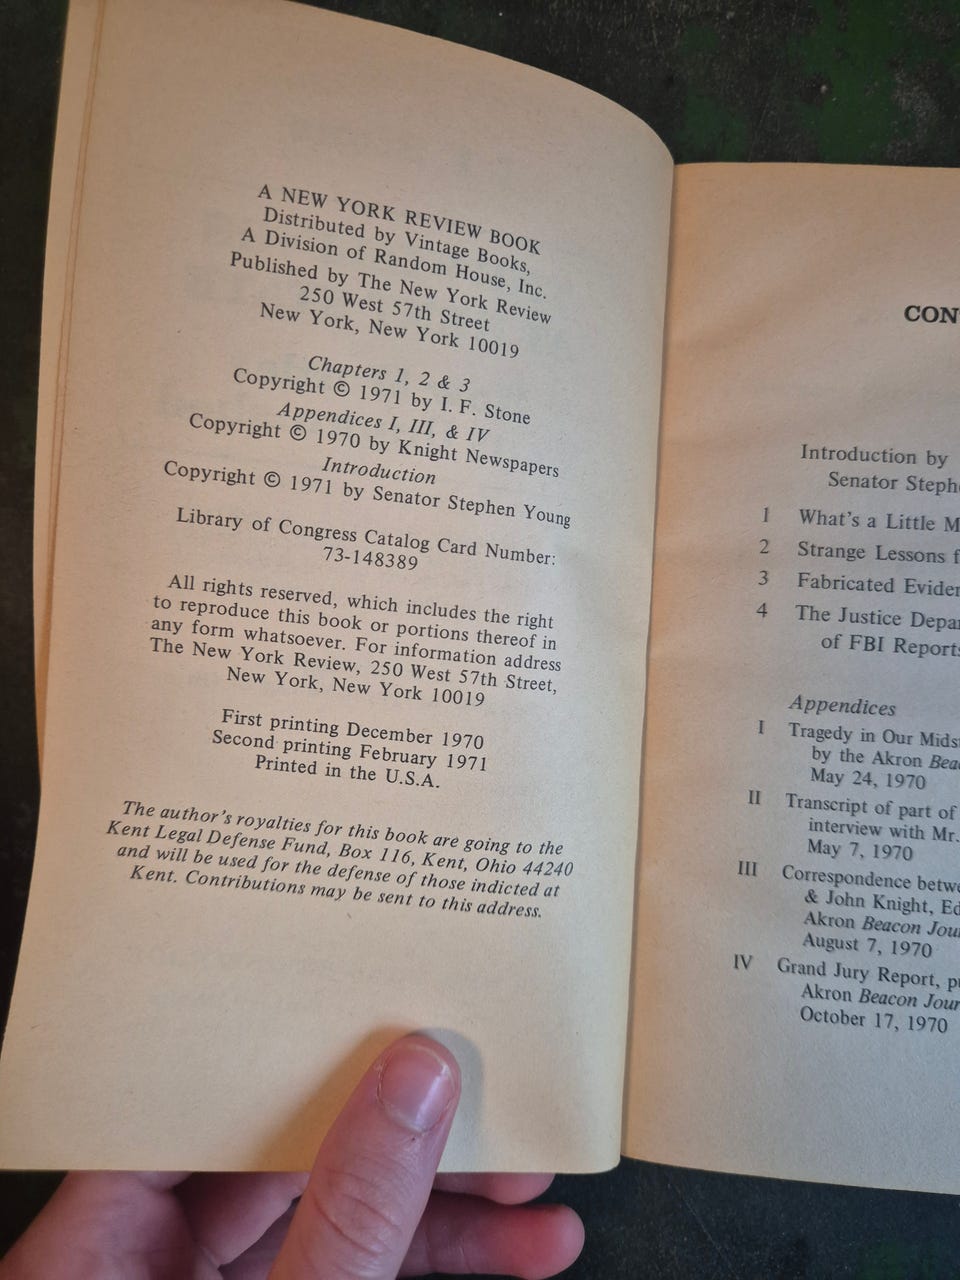 A NEW YORK REVIEW BOOK
Distributed by Vintage Books,
A Division of Random House, Inc.
Published by The New York Review
250 West 57th Street
New York, New York 10019
Chapters 1, 2 & 3
Copyright © 1971 by I. F. Stone
Appendices I, III, & IV
Copyright © 1970 by Knight Newspapers
Introduction
Copyright © 1971 by Senator Stephen Young
Library of Congress Catalog Card Number:
73-148389
All rights reserved, which includes the right
to reproduce this book or portions thereof in
any form whatsoever. For information address
The New York Review, 250 West 57th Street,
New York, New York 10019
First printing December 1970
Second printing February 1971
Printed in the U.S.A.
The author's royalties for this book are going to the
Kent Legal Defense Fund, Box 116, Kent, Ohio 44240
and will be used for the defense of those indicted at
Kent. Contributions may be sent to this address.
CON
Introduction by
Senator Steph
1 What's a Little M
2 Strange Lessons f
3 Fabricated Eviden
4 The Justice Depar
of FBI Reports
Appendices
I Tragedy in Our Midst
by the Akron Beac
May 24, 1970
II Transcript of part of
interview with Mr.
May 7, 1970
III Correspondence betwe
& John Knight, Ed
Akron Beacon Jour
August 7, 1970
IV Grand Jury Report, pu
Akron Beacon Jour
October 17, 1970